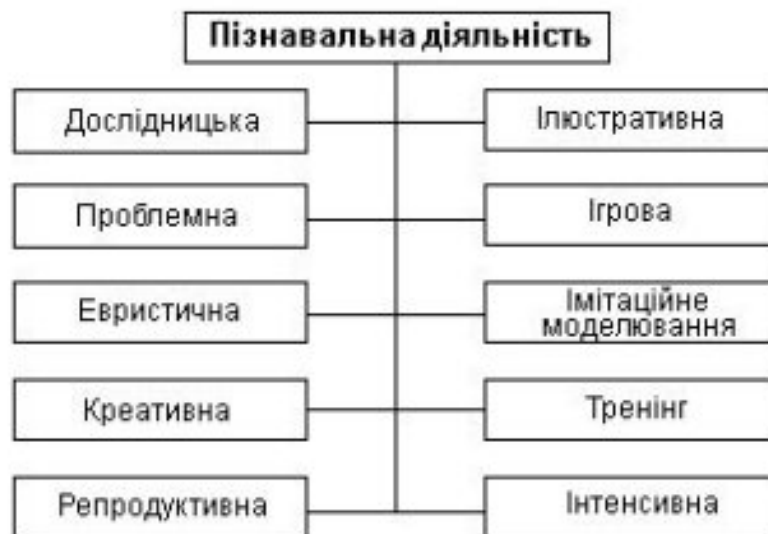 Пізнавальна діяльність
Дослідницька
Ілюстративна
Проблемна
Ігрова
Евристична
Імітаційне
моделювання
Креативна
Тренінг
Репродуктивна
Інтенсивна